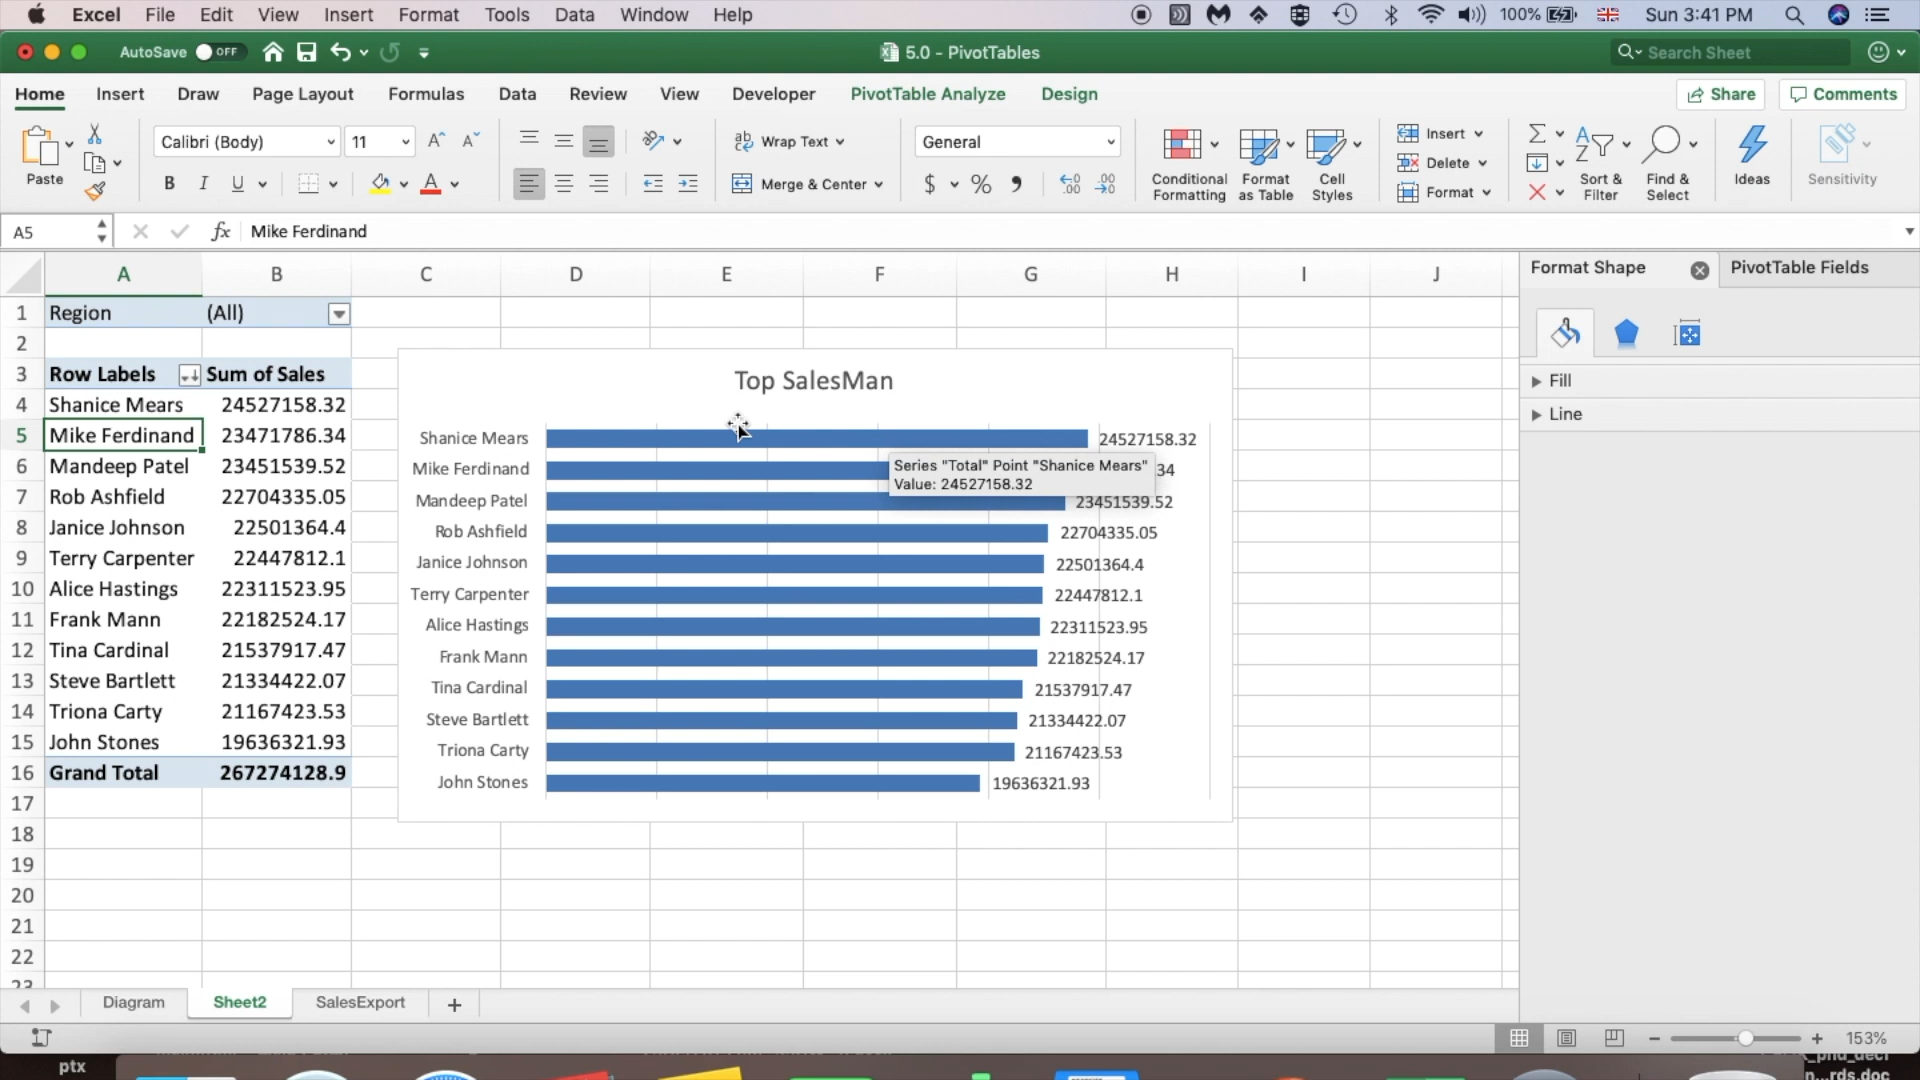 Excel File Edit View Insert Format Tools Data Window Help 100% Sun 3:41 PM
AutoSave OFF 5.0 - PivotTables Search Sheet
Home Insert Draw Page Layout Formulas Data Review View Developer PivotTable Analyze Design Share Comments
Paste Calibri (Body) 11 Wrap Text General Insert
B I U Merge & Center $ % Delete
Conditional Formatting Format as Table Cell Styles Format Sort & Filter Find & Select Ideas Sensitivity
A5 fx Mike Ferdinand
A B C D E F G H I J
Format Shape PivotTable Fields
Fill
Line
1 Region (All)
2
3 Row Labels Sum of Sales
4 Shanice Mears 24527158.32
5 Mike Ferdinand 23471786.34
6 Mandeep Patel 23451539.52
7 Rob Ashfield 22704335.05
8 Janice Johnson 22501364.4
9 Terry Carpenter 22447812.1
10 Alice Hastings 22311523.95
11 Frank Mann 22182524.17
12 Tina Cardinal 21537917.47
13 Steve Bartlett 21334422.07
14 Triona Carty 21167423.53
15 John Stones 19636321.93
16 Grand Total 267274128.9
17
18
19
20
21
22
23
Top SalesMan
Shanice Mears 24527158.32
Mike Ferdinand 34
Series "Total" Point "Shanice Mears"
Value: 24527158.32
Mandeep Patel 23451539.52
Rob Ashfield 22704335.05
Janice Johnson 22501364.4
Terry Carpenter 22447812.1
Alice Hastings 22311523.95
Frank Mann 22182524.17
Tina Cardinal 21537917.47
Steve Bartlett 21334422.07
Triona Carty 21167423.53
John Stones 19636321.93
Diagram Sheet2 SalesExport +
153%
ptx
n...rds.doc